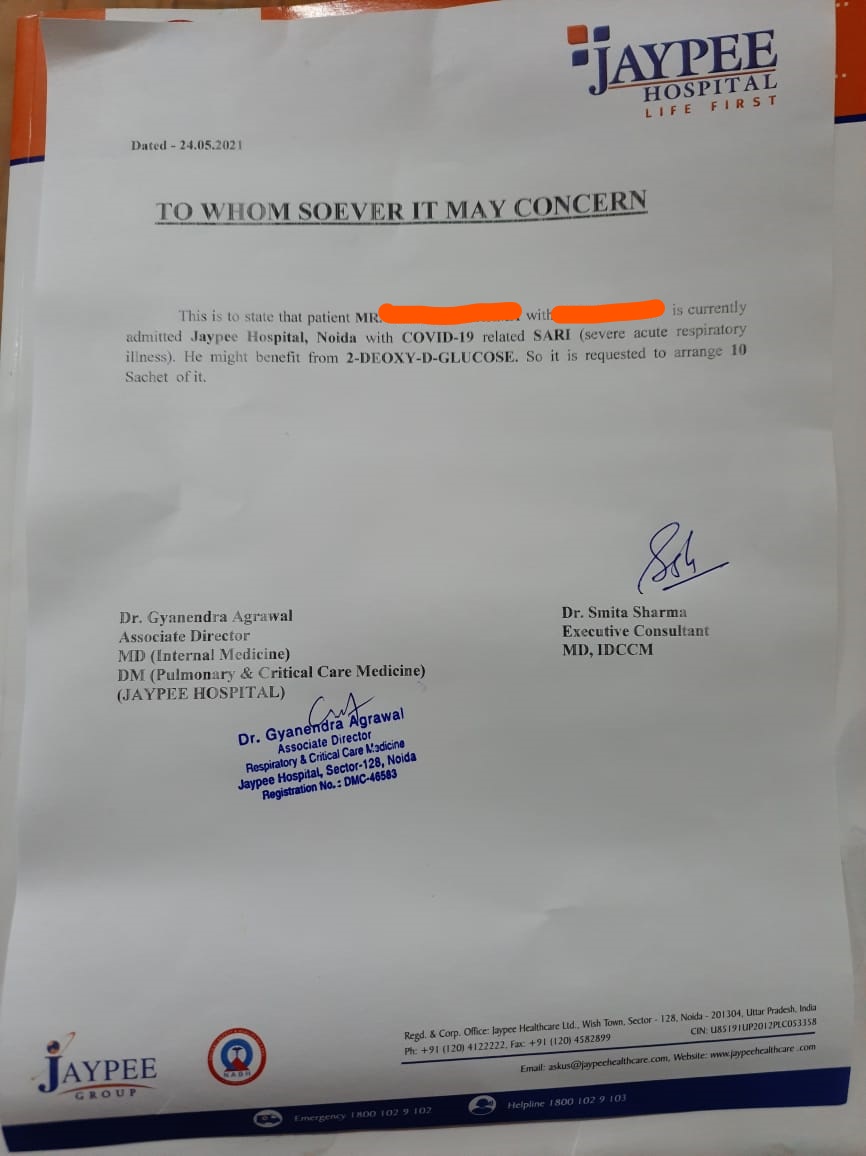 JAYPEE
HOSPITAL
LIFE FIRST
Dated - 24.05.2021
TO WHOM SOEVER IT MAY CONCERN
This is to state that patient MR. with is currently
admitted Jaypee Hospital, Noida with COVID-19 related SARI (severe acute respiratory
illness). He might benefit from 2-DEOXY-D-GLUCOSE. So it is requested to arrange 10
Sachet of it.
Dr. Gyanendra Agrawal
Associate Director
MD (Internal Medicine)
DM (Pulmonary & Critical Care Medicine)
(JAYPEE HOSPITAL)
Dr. Smita Sharma
Executive Consultant
MD, IDCCM
Dr. Gyanendra Agrawal
Associate Director
Respiratory & Critical Care Medicine
Jaypee Hospital, Sector-128, Noida
Registration No.: DMC-46583
JAYPEE
GROUP
NABH
Regd. & Corp. Office: Jaypee Healthcare Ltd., Wish Town, Sector - 128, Noida - 201304, Uttar Pradesh, India
Ph: +91 (120) 4122222, Fax: +91 (120) 4582899
CIN: U85191UP2012PLC053358
Email: askus@jaypeehealthcare.com, Website: www.jaypeehealthcare.com
Emergency 1800 102 9 102
Helpline 1800 102 9 103